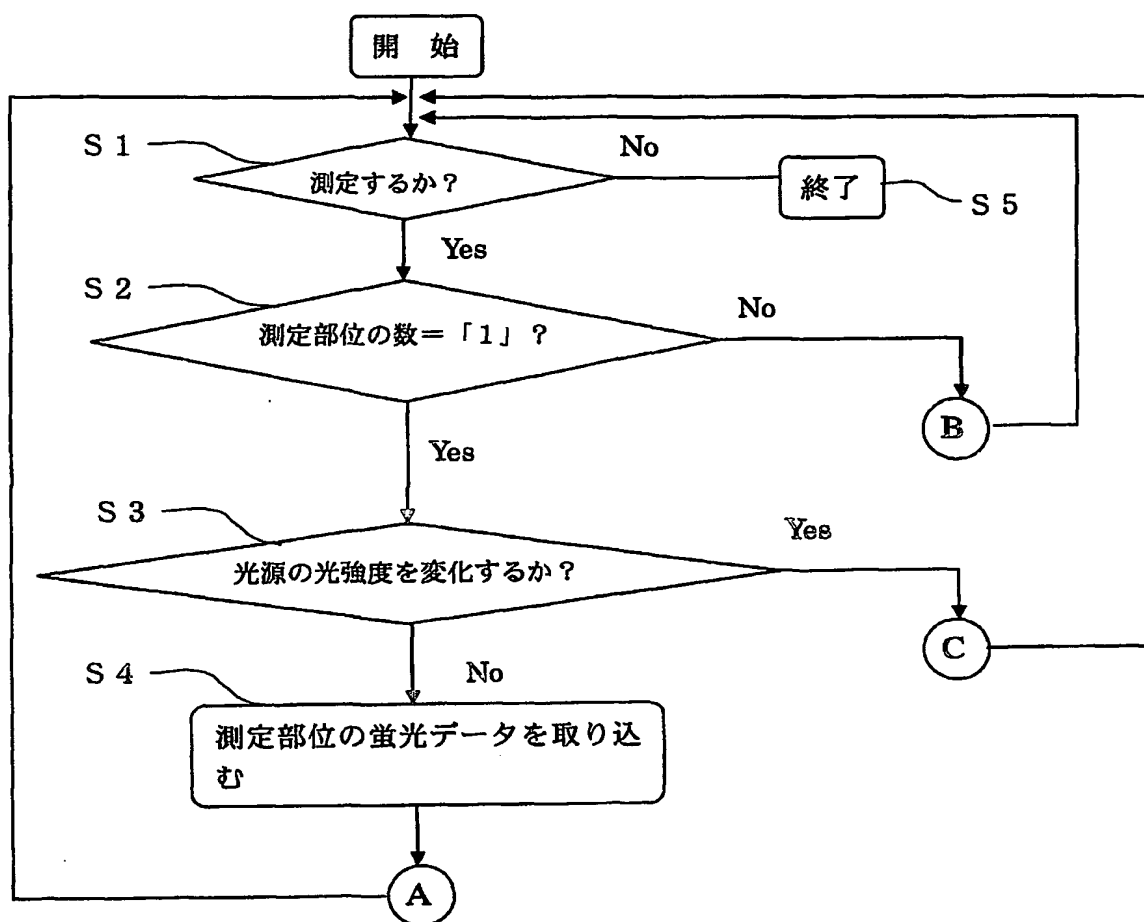 開 始
S1
測定するか?
No
終了
S5
Yes
S2
測定部位の数=「1」?
No
B
Yes
S3
光源の光強度を変化するか?
Yes
C
No
S4
測定部位の蛍光データを取り込
む
A